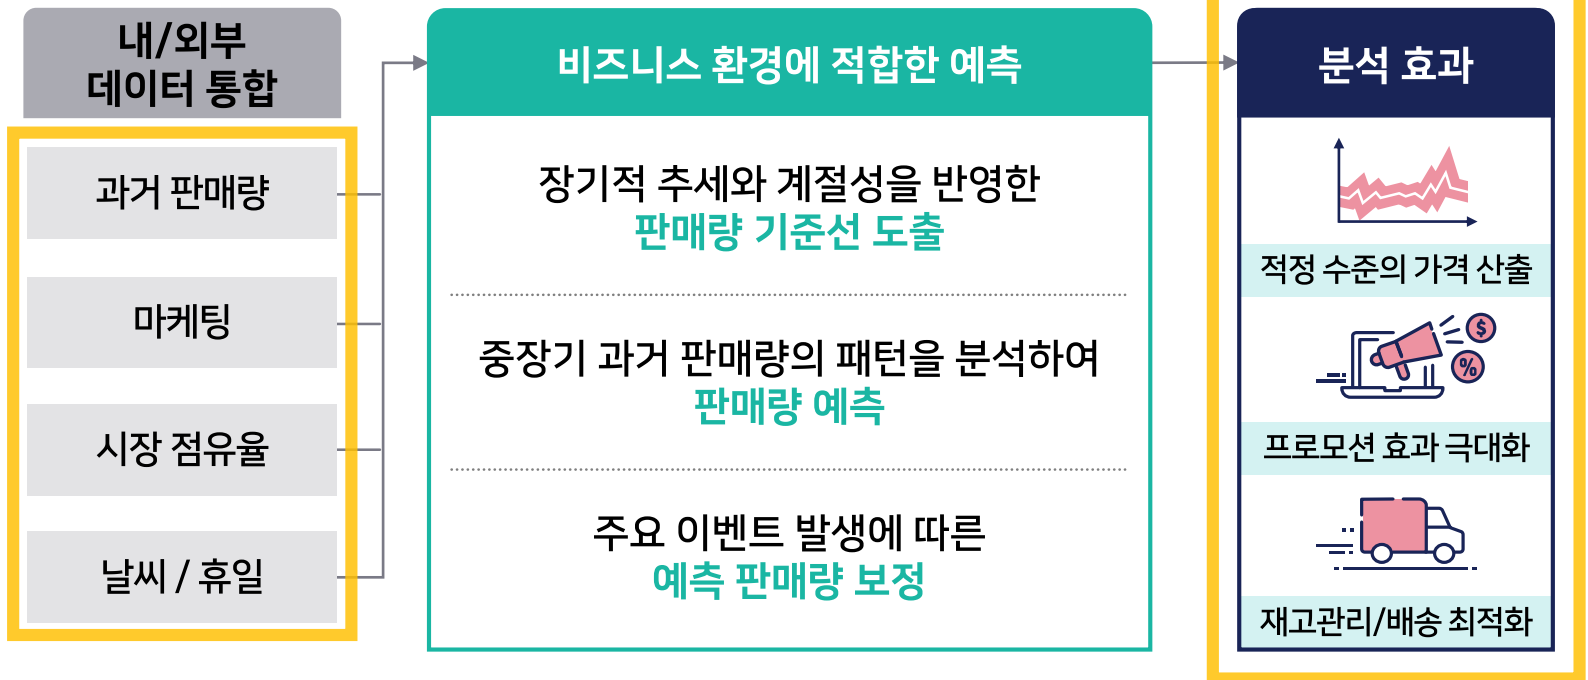 내/외부
데이터 통합
과거 판매량
마케팅
시장 점유율
날씨 / 휴일
비즈니스 환경에 적합한 예측
장기적 추세와 계절성을 반영한
판매량 기준선 도출
중장기 과거 판매량의 패턴을 분석하여
판매량 예측
주요 이벤트 발생에 따른
예측 판매량 보정
분석 효과
적정 수준의 가격 산출
$
%
프로모션 효과 극대화
재고관리/배송 최적화